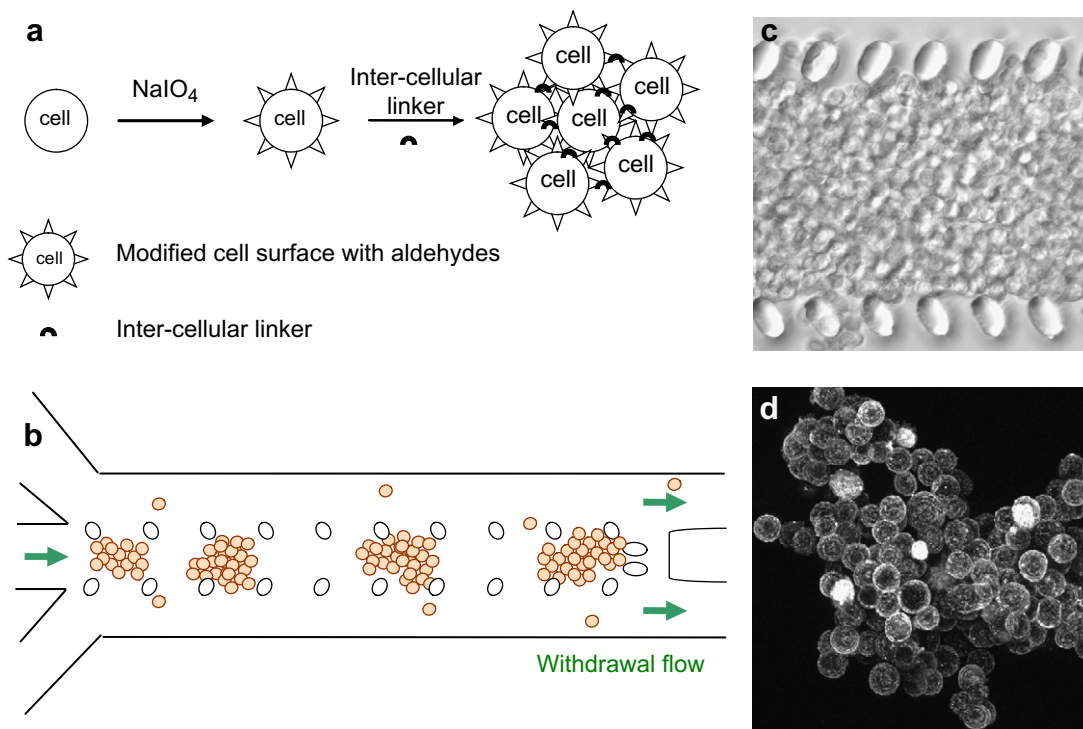 a
cell
NaIO4
cell
Inter-cellular
linker
cell
cell
cell
cell
cell
cell
cell
Modified cell surface with aldehydes
Inter-cellular linker
b
Withdrawal flow
c
d